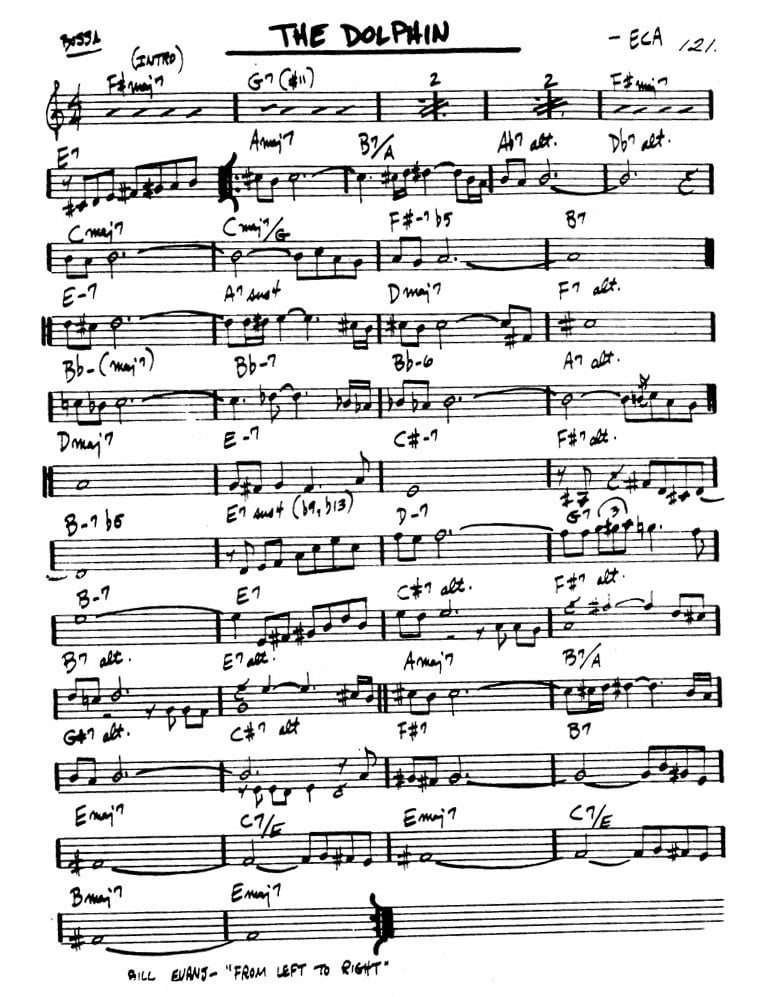 BOSSA THE DOLPHIN - ECA 121.
(INTRO)
F#maj7 G7(#11) 2 2 F#maj7
E7 Amaj7 B7/A Ab7 alt. Db7 alt.
Cmaj7 Cmaj7/G F#-7b5 B7
E-7 A7 sus4 Dmaj7 F7 alt.
Bb-(maj7) Bb-7 Bb-6 A7 alt.
Dmaj7 E-7 C#-7 F#7 alt.
B-7b5 E7 sus4 (b9, b13) D-7 G7 3
B-7 E7 C#7 alt. F#7 alt.
B7 alt. E7 alt. Amaj7 B7/A
G#7 alt. C#7 alt F#7 B7
Emaj7 C7/E Emaj7 C7/E
Bmaj7 Emaj7
BILL EVANS - "FROM LEFT TO RIGHT"